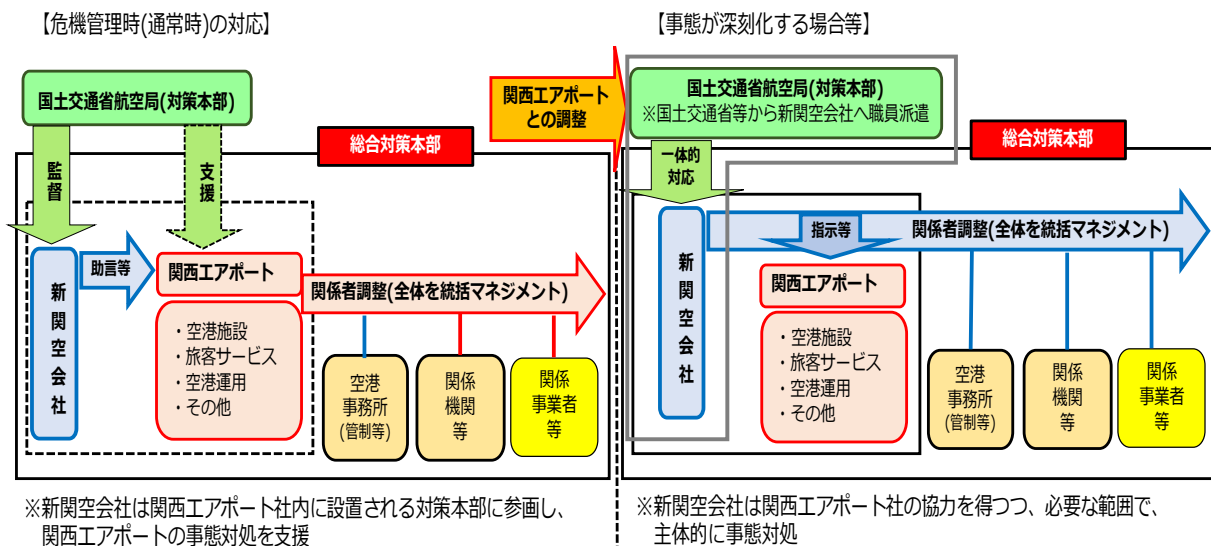 【危機管理時(通常時)の対応】
国土交通省航空局(対策本部)
総合対策本部
監督
支援
助言等
新関空会社
関西エアポート
・空港施設
・旅客サービス
・空港運用
・その他
関係者調整(全体を統括マネジメント)
空港
事務所
(管制等)
関係
機関
等
関係
事業者
等
※新関空会社は関西エアポート社内に設置される対策本部に参画し、
関西エアポートの事態対処を支援
関西エアポート
との調整
【事態が深刻化する場合等】
国土交通省航空局(対策本部)
※国土交通省等から新関空会社へ職員派遣
総合対策本部
一体的
対応
新関空会社
指示等
関係者調整(全体を統括マネジメント)
関西エアポート
・空港施設
・旅客サービス
・空港運用
・その他
空港
事務所
(管制等)
関係
機関
等
関係
事業者
等
※新関空会社は関西エアポート社の協力を得つつ、必要な範囲で、
主体的に事態対処